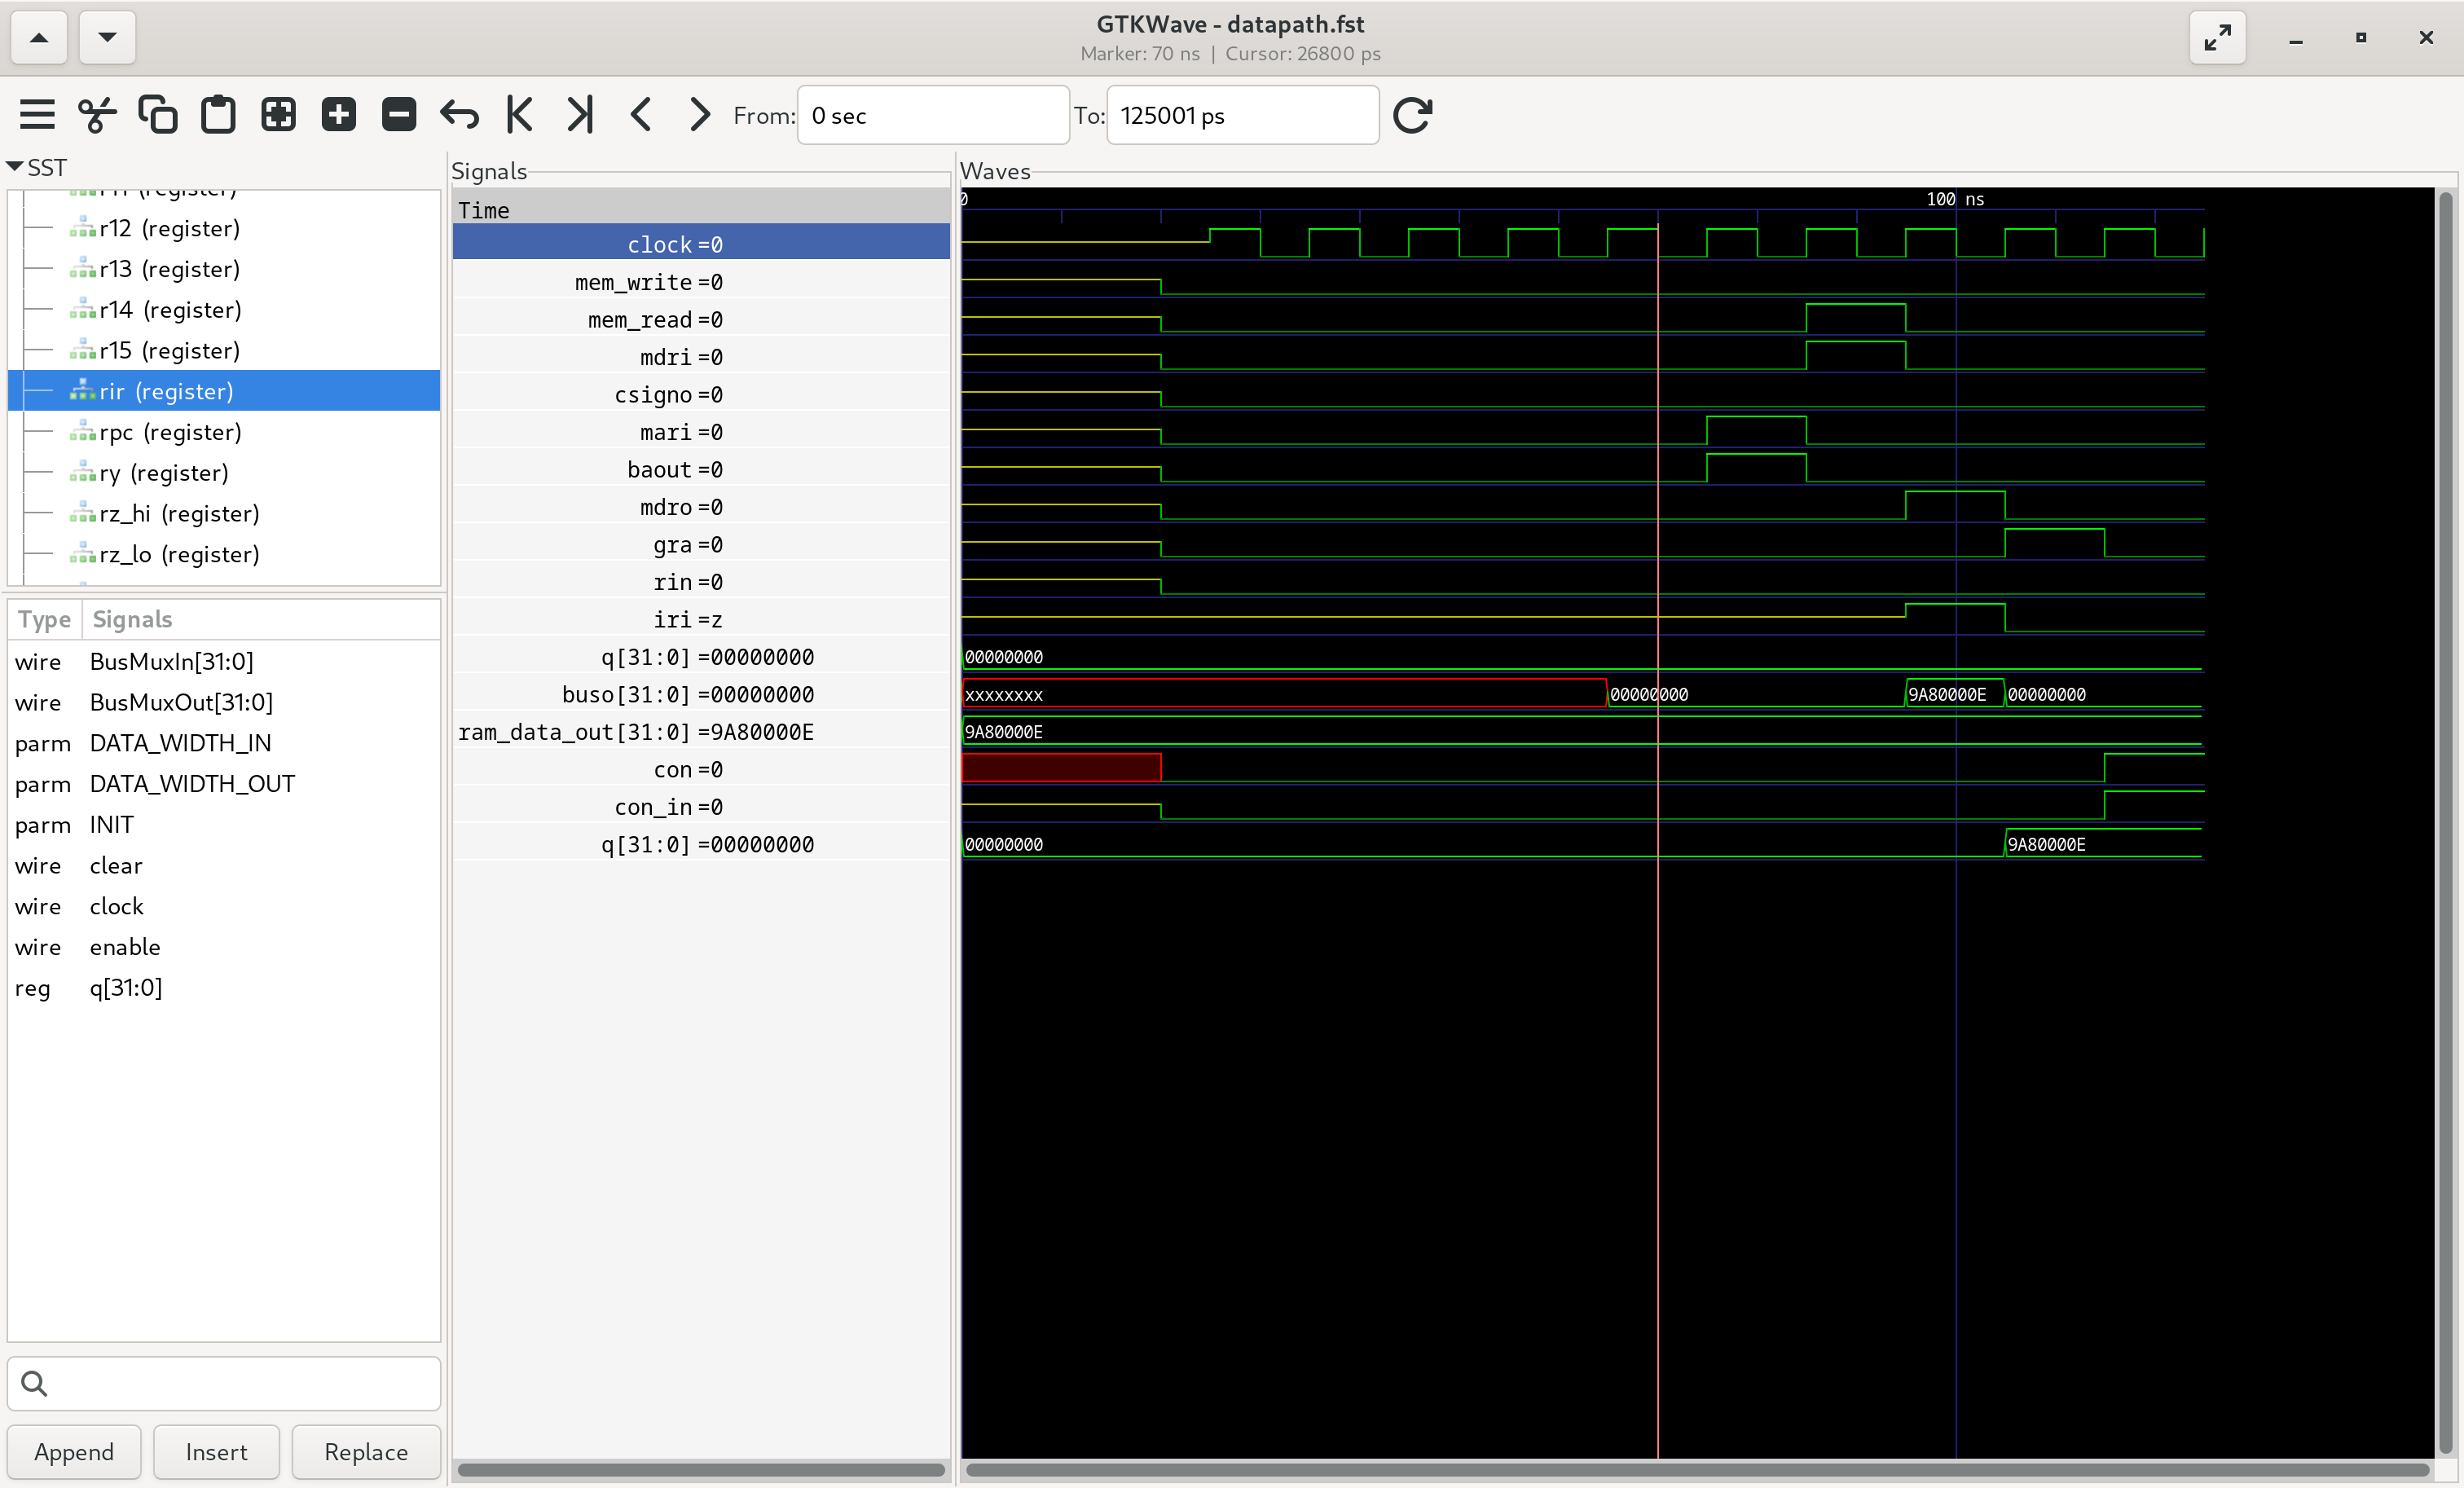 GTKWave - datapath.fst
Marker: 70 ns | Cursor: 26800 ps
From: 0 sec To: 125001 ps
SST
r12 (register)
r13 (register)
r14 (register)
r15 (register)
rir (register)
rpc (register)
ry (register)
rz_hi (register)
rz_lo (register)
Type Signals
wire BusMuxIn[31:0]
wire BusMuxOut[31:0]
parm DATA_WIDTH_IN
parm DATA_WIDTH_OUT
parm INIT
wire clear
wire clock
wire enable
reg q[31:0]
Append Insert Replace
Signals
Time
clock =0
mem_write =0
mem_read =0
mdri =0
csigno =0
mari =0
baout =0
mdro =0
gra =0
rin =0
iri =z
q[31:0] =00000000
buso[31:0] =00000000
ram_data_out[31:0] =9A80000E
con =0
con_in =0
q[31:0] =00000000
Waves
0 100 ns
00000000
xxxxxxxx 00000000 9A80000E 00000000
9A80000E
00000000 9A80000E